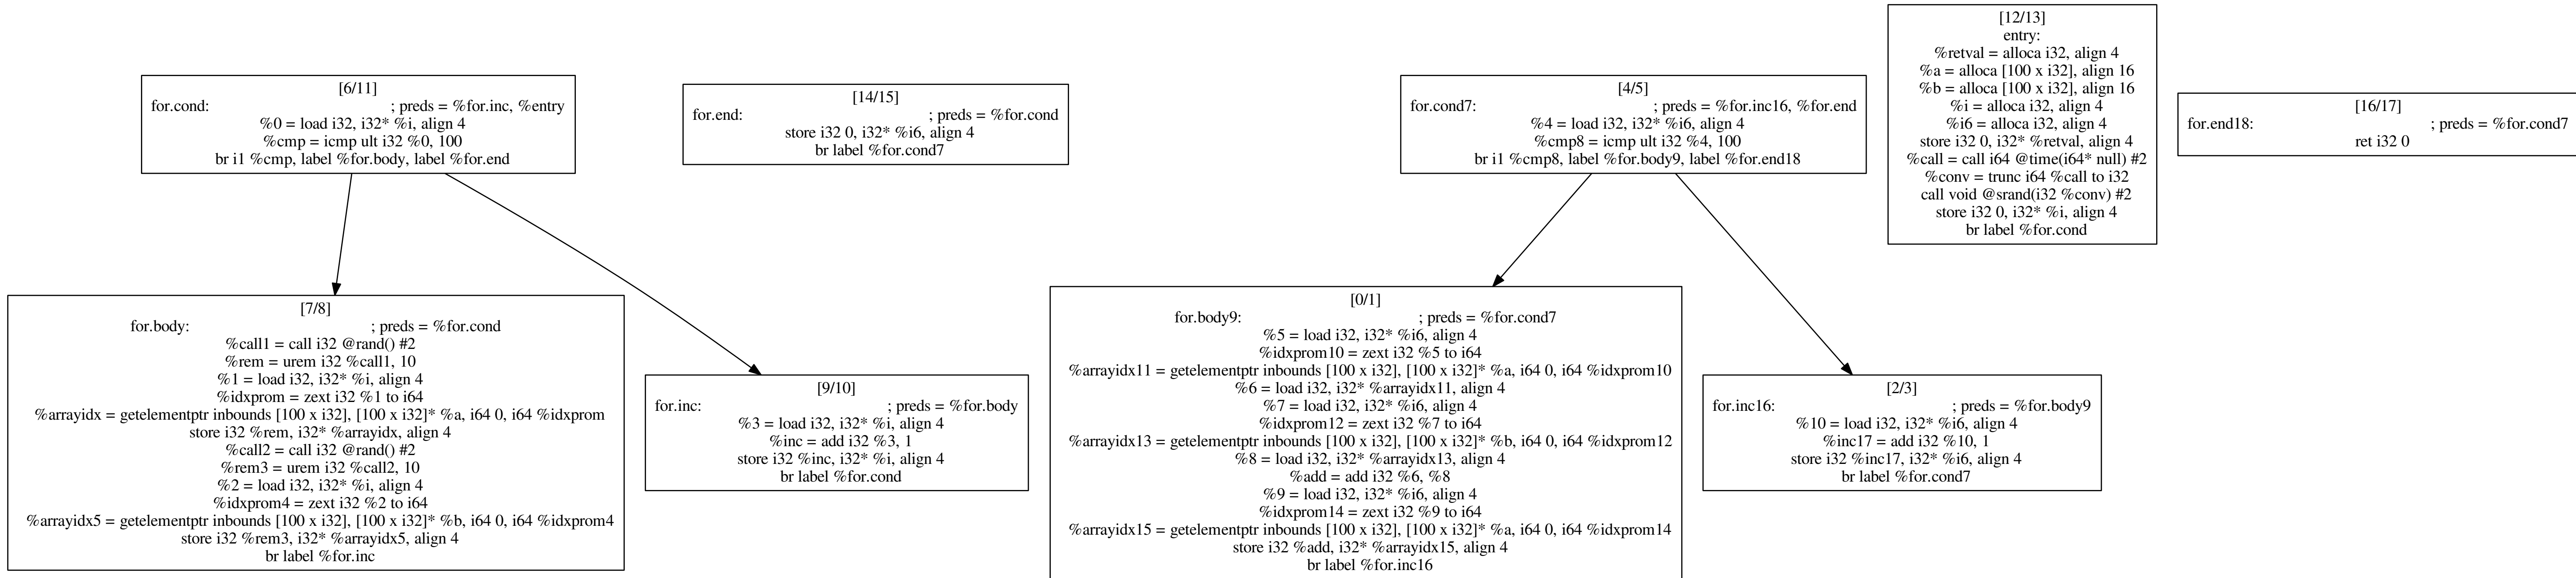 [6/11]
for.cond: ; preds = %for.inc, %entry
%0 = load i32, i32* %i, align 4
%cmp = icmp ult i32 %0, 100
br i1 %cmp, label %for.body, label %for.end
[14/15]
for.end: ; preds = %for.cond
store i32 0, i32* %i6, align 4
br label %for.cond7
[4/5]
for.cond7: ; preds = %for.inc16, %for.end
%4 = load i32, i32* %i6, align 4
%cmp8 = icmp ult i32 %4, 100
br i1 %cmp8, label %for.body9, label %for.end18
[12/13]
entry:
%retval = alloca i32, align 4
%a = alloca [100 x i32], align 16
%b = alloca [100 x i32], align 16
%i = alloca i32, align 4
%i6 = alloca i32, align 4
store i32 0, i32* %retval, align 4
%call = call i64 @time(i64* null) #2
%conv = trunc i64 %call to i32
call void @srand(i32 %conv) #2
store i32 0, i32* %i, align 4
br label %for.cond
[16/17]
for.end18: ; preds = %for.cond7
ret i32 0
[7/8]
for.body: ; preds = %for.cond
%call1 = call i32 @rand() #2
%rem = urem i32 %call1, 10
%1 = load i32, i32* %i, align 4
%idxprom = zext i32 %1 to i64
%arrayidx = getelementptr inbounds [100 x i32], [100 x i32]* %a, i64 0, i64 %idxprom
store i32 %rem, i32* %arrayidx, align 4
%call2 = call i32 @rand() #2
%rem3 = urem i32 %call2, 10
%2 = load i32, i32* %i, align 4
%idxprom4 = zext i32 %2 to i64
%arrayidx5 = getelementptr inbounds [100 x i32], [100 x i32]* %b, i64 0, i64 %idxprom4
store i32 %rem3, i32* %arrayidx5, align 4
br label %for.inc
[9/10]
for.inc: ; preds = %for.body
%3 = load i32, i32* %i, align 4
%inc = add i32 %3, 1
store i32 %inc, i32* %i, align 4
br label %for.cond
[0/1]
for.body9: ; preds = %for.cond7
%5 = load i32, i32* %i6, align 4
%idxprom10 = zext i32 %5 to i64
%arrayidx11 = getelementptr inbounds [100 x i32], [100 x i32]* %a, i64 0, i64 %idxprom10
%6 = load i32, i32* %arrayidx11, align 4
%7 = load i32, i32* %i6, align 4
%idxprom12 = zext i32 %7 to i64
%arrayidx13 = getelementptr inbounds [100 x i32], [100 x i32]* %b, i64 0, i64 %idxprom12
%8 = load i32, i32* %arrayidx13, align 4
%add = add i32 %6, %8
%9 = load i32, i32* %i6, align 4
%idxprom14 = zext i32 %9 to i64
%arrayidx15 = getelementptr inbounds [100 x i32], [100 x i32]* %a, i64 0, i64 %idxprom14
store i32 %add, i32* %arrayidx15, align 4
br label %for.inc16
[2/3]
for.inc16: ; preds = %for.body9
%10 = load i32, i32* %i6, align 4
%inc17 = add i32 %10, 1
store i32 %inc17, i32* %i6, align 4
br label %for.cond7